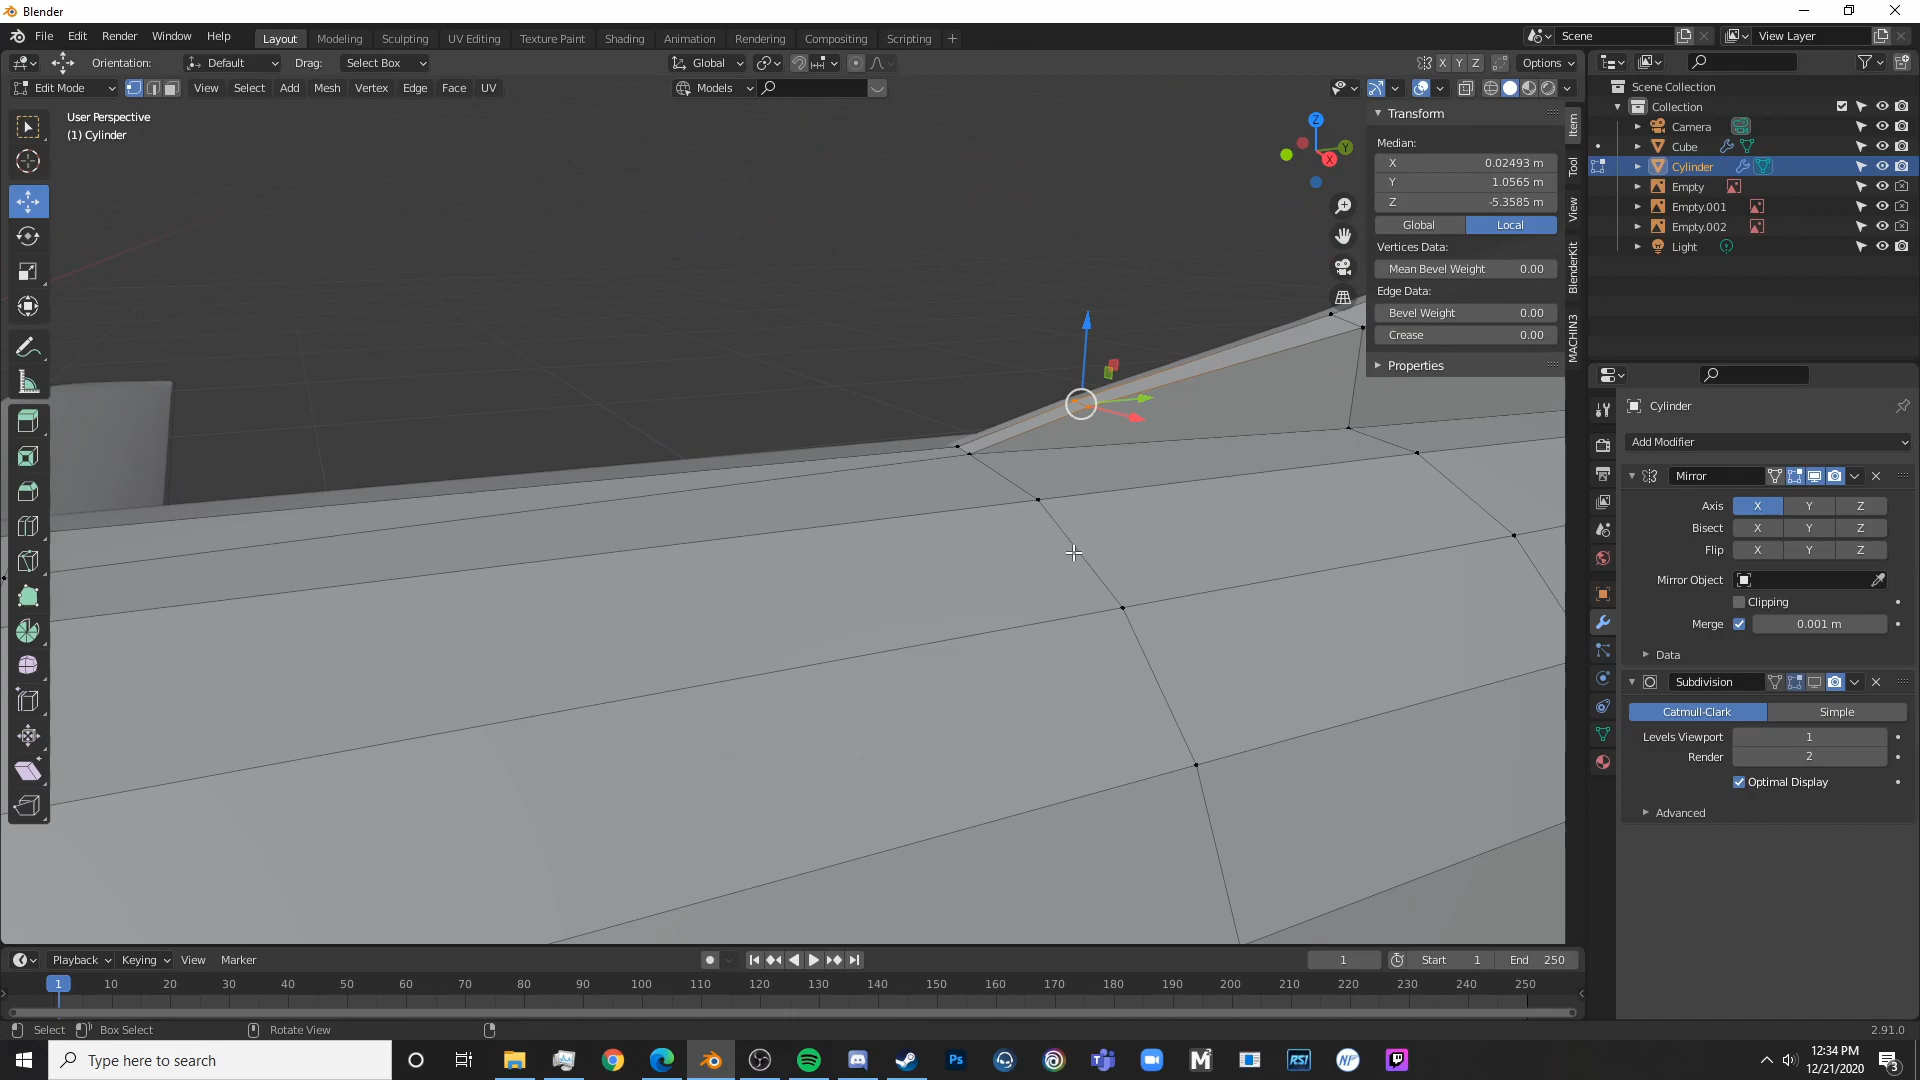 Blender
File Edit Render Window Help
Layout Modeling Sculpting UV Editing Texture Paint Shading Animation Rendering Compositing Scripting +
Scene View Layer
Orientation: Default Drag: Select Box Global X Y Z Options
Edit Mode View Select Add Mesh Vertex Edge Face UV Models
User Perspective
(1) Cylinder
Z
Y
X
Transform
Median:
X 0.02493 m
Y 1.0565 m
Z -5.3585 m
Global Local
Vertices Data:
Mean Bevel Weight 0.00
Edge Data:
Bevel Weight 0.00
Crease 0.00
Properties
Item
Tool
View
BlenderKit
MACHIN3
Scene Collection
Collection
Camera
Cube
Cylinder
Empty
Empty.001
Empty.002
Light
Cylinder
Add Modifier
Mirror
Axis X Y Z
Bisect X Y Z
Flip X Y Z
Mirror Object
Clipping
Merge 0.001 m
Data
Subdivision
Catmull-Clark Simple
Levels Viewport 1
Render 2
Optimal Display
Advanced
Playback Keying View Marker 1 Start 1 End 250
1 10 20 30 40 50 60 70 80 90 100 110 120 130 140 150 160 170 180 190 200 210 220 230 240 250
Select Box Select Rotate View 2.91.0
Type here to search
Ps
M
RSI
NF
12:34 PM
12/21/2020
3